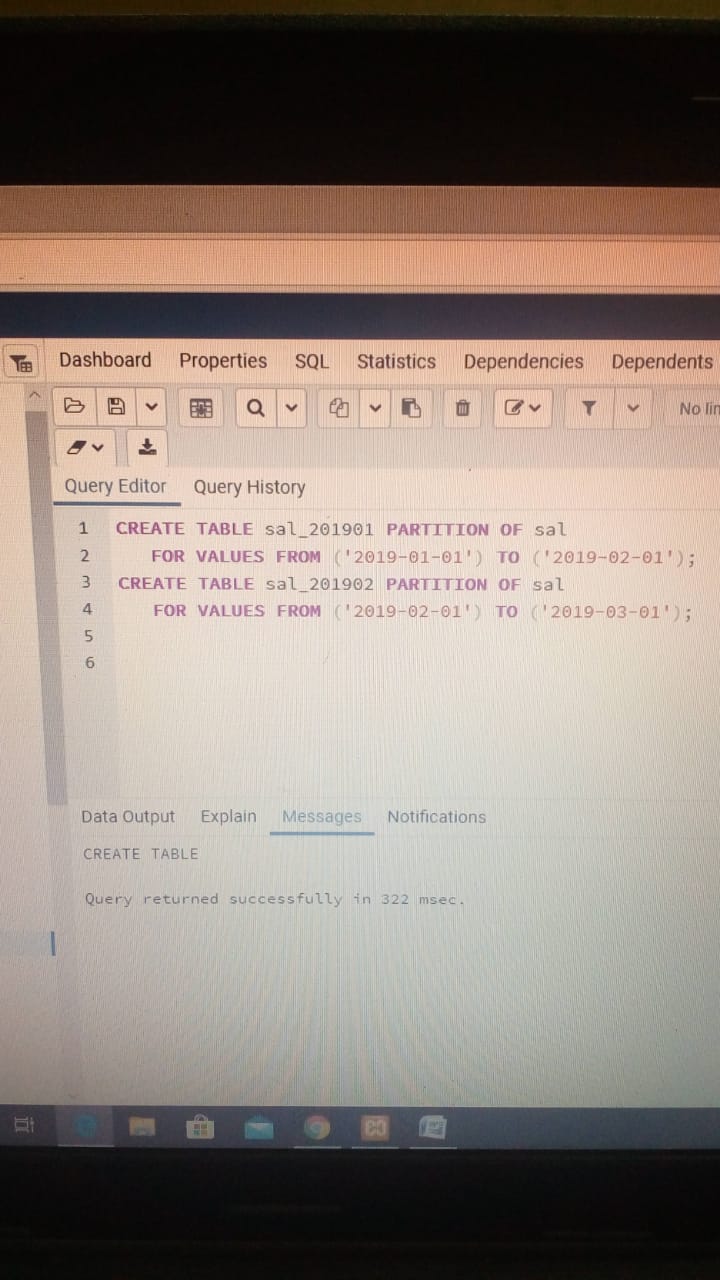 Dashboard Properties SQL Statistics Dependencies Dependents
No lin
Query Editor Query History
1 CREATE TABLE sal_201901 PARTITION OF sal
2 FOR VALUES FROM ('2019-01-01') TO ('2019-02-01');
3 CREATE TABLE sal_201902 PARTITION OF sal
4 FOR VALUES FROM ('2019-02-01') TO ('2019-03-01');
5
6
Data Output Explain Messages Notifications
CREATE TABLE
Query returned successfully in 322 msec.